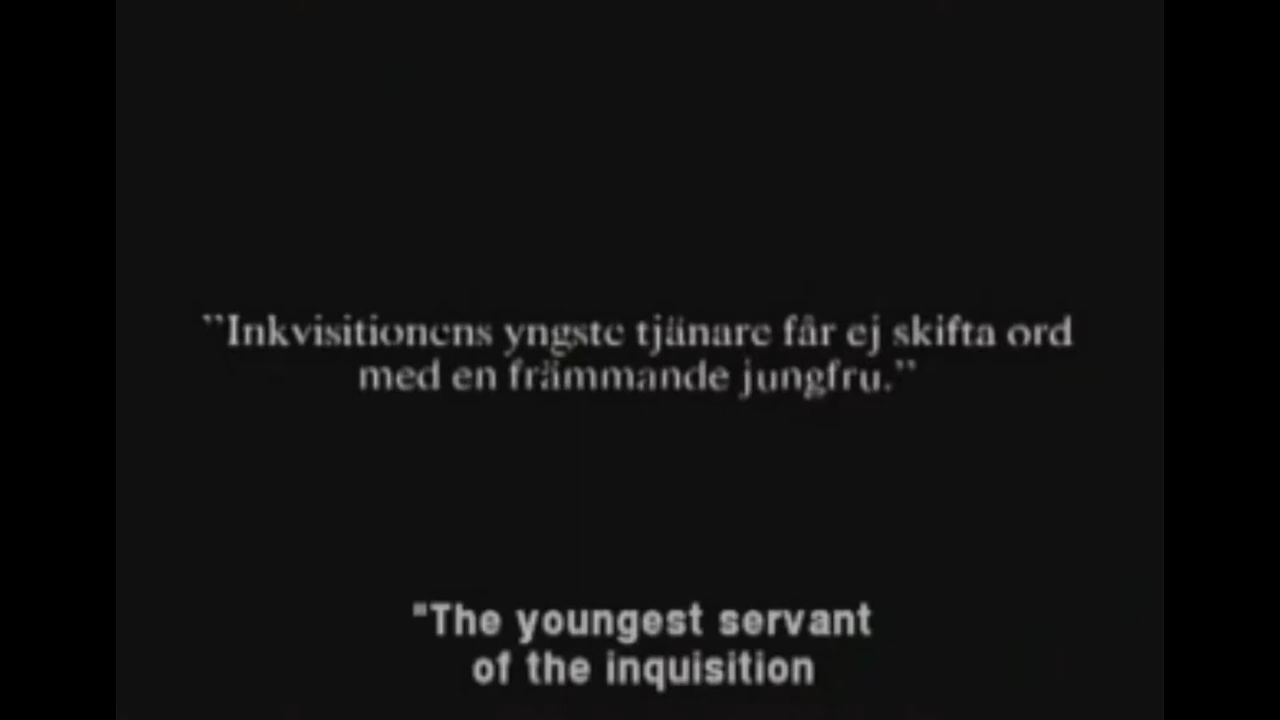 ”Inkvisitionens yngste tjänare får ej skifta ord
med en främmande jungfru.”
"The youngest servant
of the inquisition